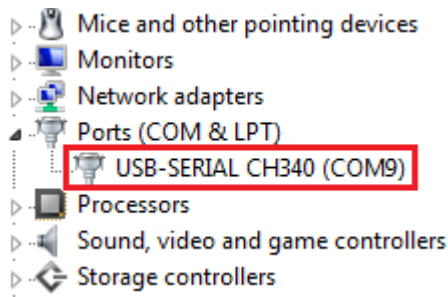 Mice and other pointing devices
Monitors
Network adapters
Ports (COM & LPT)
USB-SERIAL CH340 (COM9)
Processors
Sound, video and game controllers
Storage controllers